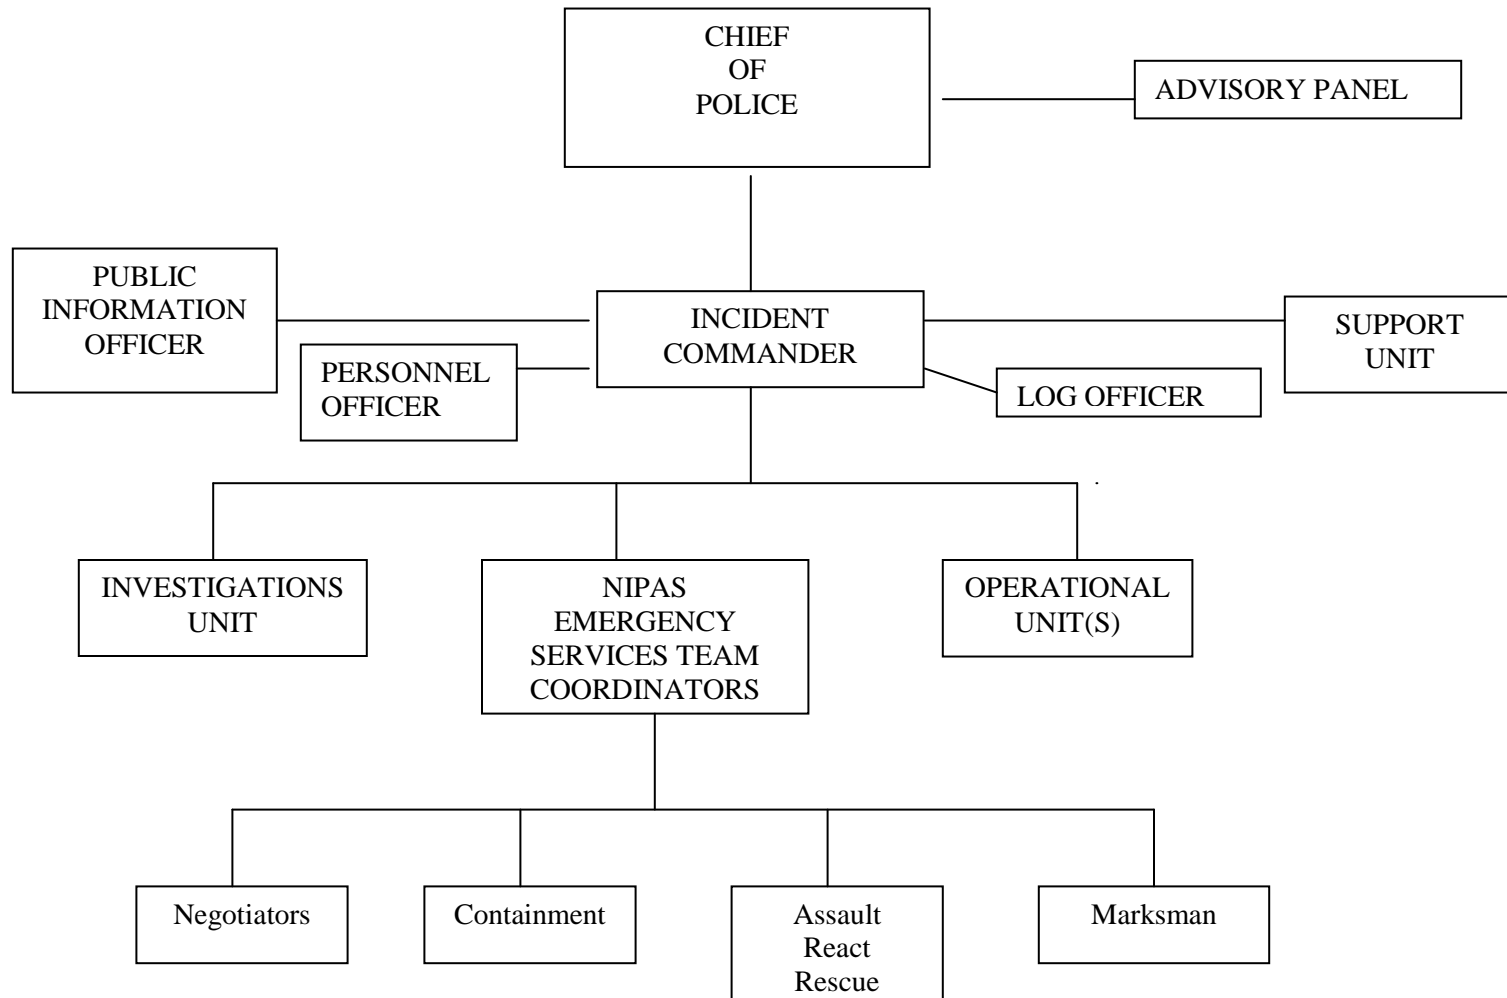 CHIEF
OF
POLICE
ADVISORY PANEL
PUBLIC
INFORMATION
OFFICER
INCIDENT
COMMANDER
SUPPORT
UNIT
PERSONNEL
OFFICER
LOG OFFICER
INVESTIGATIONS
UNIT
NIPAS
EMERGENCY
SERVICES TEAM
COORDINATORS
OPERATIONAL
UNIT(S)
Negotiators
Containment
Assault
React
Rescue
Marksman